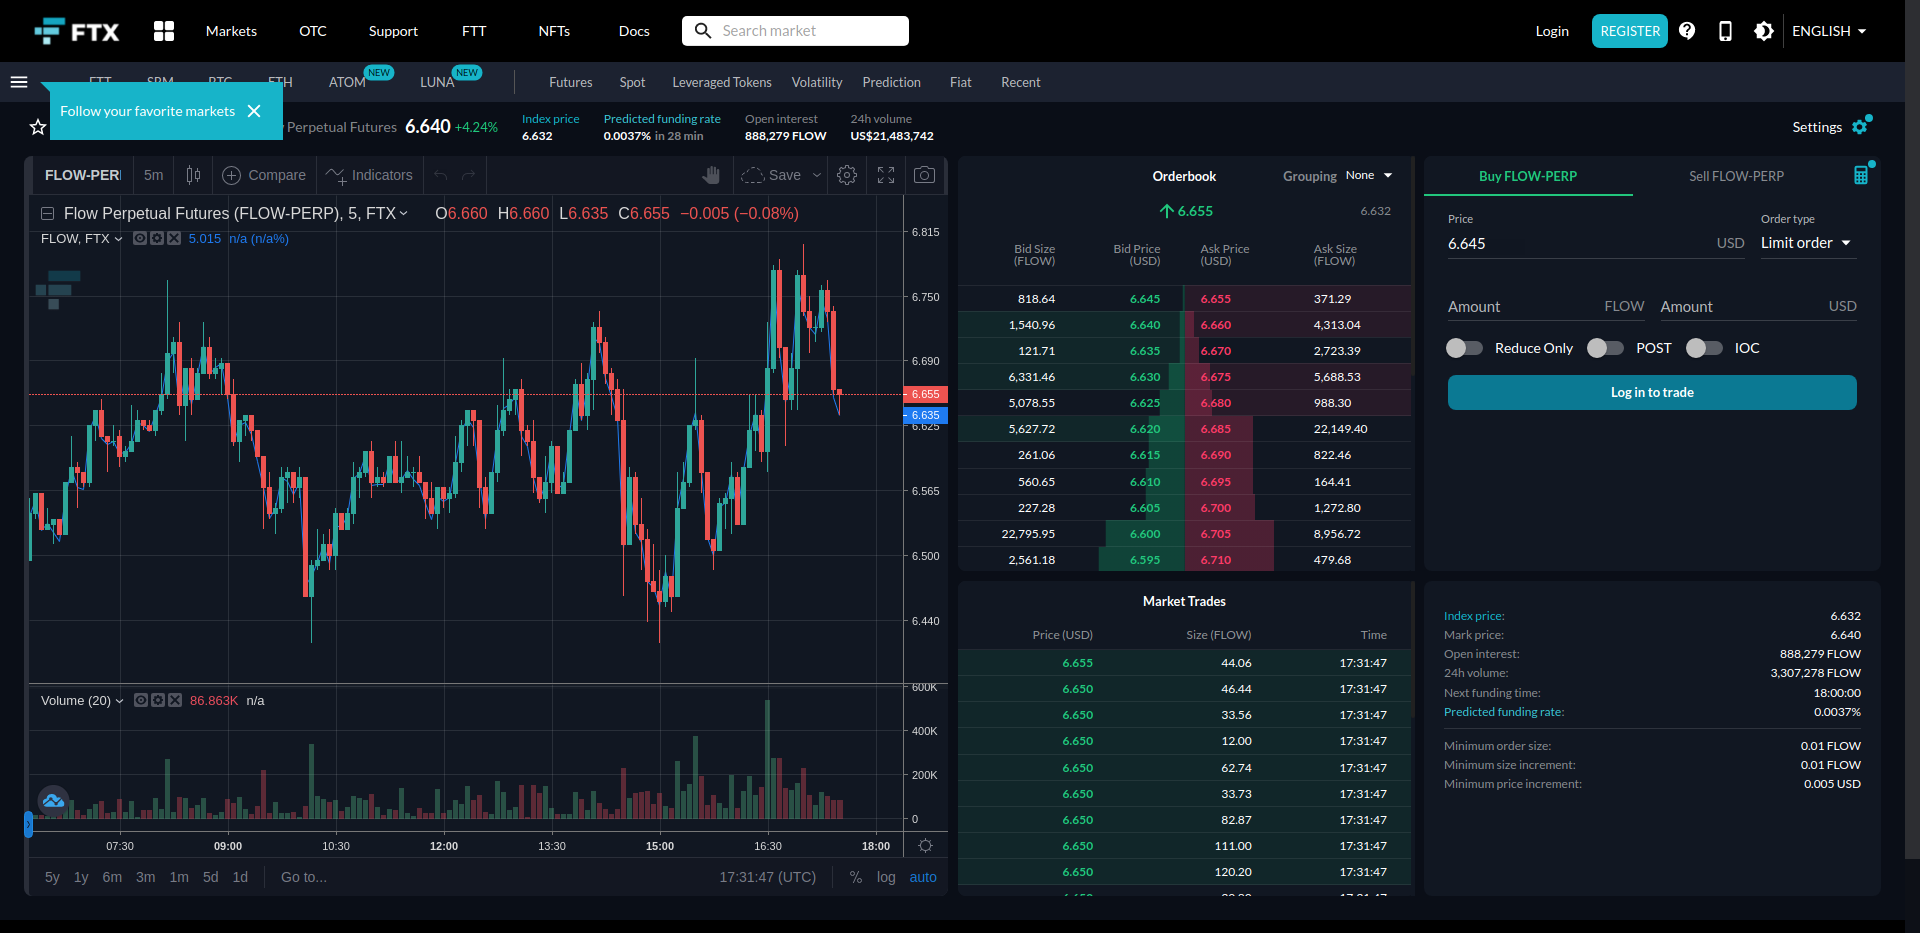 FTX Markets OTC Support FTT NFTs Docs Search market Login REGISTER ENGLISH
ATOM NEW LUNA NEW Futures Spot Leveraged Tokens Volatility Prediction Fiat Recent
Follow your favorite markets
Perpetual Futures 6.640 +4.24%
Index price
6.632
Predicted funding rate
0.0037% in 28 min
Open interest
888,279 FLOW
24h volume
US$21,483,742
Settings
FLOW-PER 5m Compare Indicators Save
Flow Perpetual Futures (FLOW-PERP), 5, FTX O6.660 H6.660 L6.635 C6.655 −0.005 (−0.08%)
FLOW, FTX 5.015 n/a (n/a%)
6.815
6.750
6.690
6.655
6.635
6.625
6.565
6.500
6.440
Volume (20) 86.863K n/a
600K
400K
200K
0
07:30 09:00 10:30 12:00 13:30 15:00 16:30 18:00
5y 1y 6m 3m 1m 5d 1d Go to... 17:31:47 (UTC) % log auto
Orderbook Grouping None
6.655 6.632
Bid Size (FLOW) Bid Price (USD) Ask Price (USD) Ask Size (FLOW)
818.64 6.645 6.655 371.29
1,540.96 6.640 6.660 4,313.04
121.71 6.635 6.670 2,723.39
6,331.46 6.630 6.675 5,688.53
5,078.55 6.625 6.680 988.30
5,627.72 6.620 6.685 22,149.40
261.06 6.615 6.690 822.46
560.65 6.610 6.695 164.41
227.28 6.605 6.700 1,272.80
22,795.95 6.600 6.705 8,956.72
2,561.18 6.595 6.710 479.68
Market Trades
Price (USD) Size (FLOW) Time
6.655 44.06 17:31:47
6.650 46.44 17:31:47
6.650 33.56 17:31:47
6.650 12.00 17:31:47
6.650 62.74 17:31:47
6.650 33.73 17:31:47
6.650 82.87 17:31:47
6.650 111.00 17:31:47
6.650 120.20 17:31:47
Buy FLOW-PERP Sell FLOW-PERP
Price Order type
6.645 USD Limit order
Amount FLOW Amount USD
Reduce Only POST IOC
Log in to trade
Index price: 6.632
Mark price: 6.640
Open interest: 888,279 FLOW
24h volume: 3,307,278 FLOW
Next funding time: 18:00:00
Predicted funding rate: 0.0037%
Minimum order size: 0.01 FLOW
Minimum size increment: 0.01 FLOW
Minimum price increment: 0.005 USD